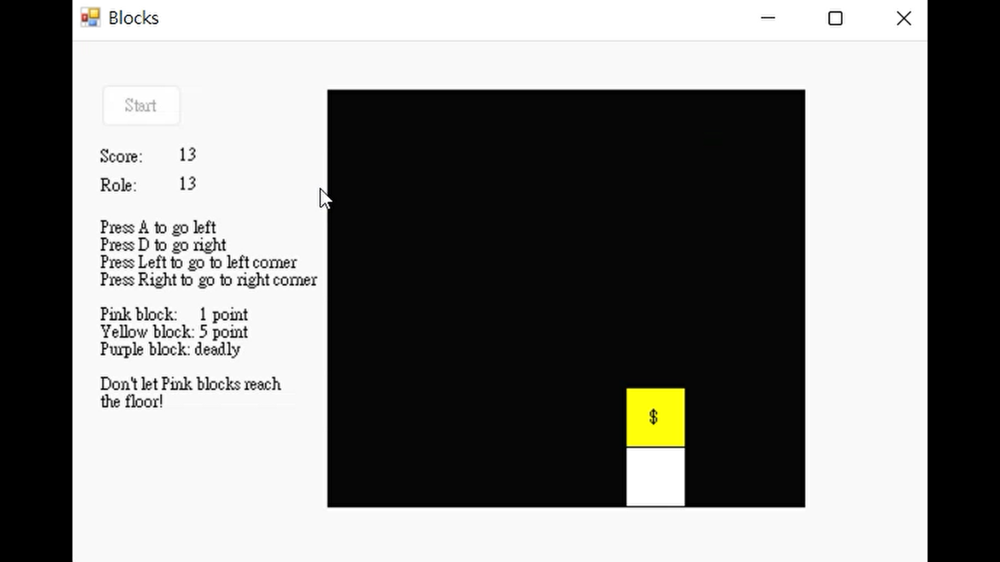 Blocks
Start
Score: 13
Role: 13
Press A to go left
Press D to go right
Press Left to go to left corner
Press Right to go to right corner
Pink block: 1 point
Yellow block: 5 point
Purple block: deadly
Don't let Pink blocks reach
the floor!
$